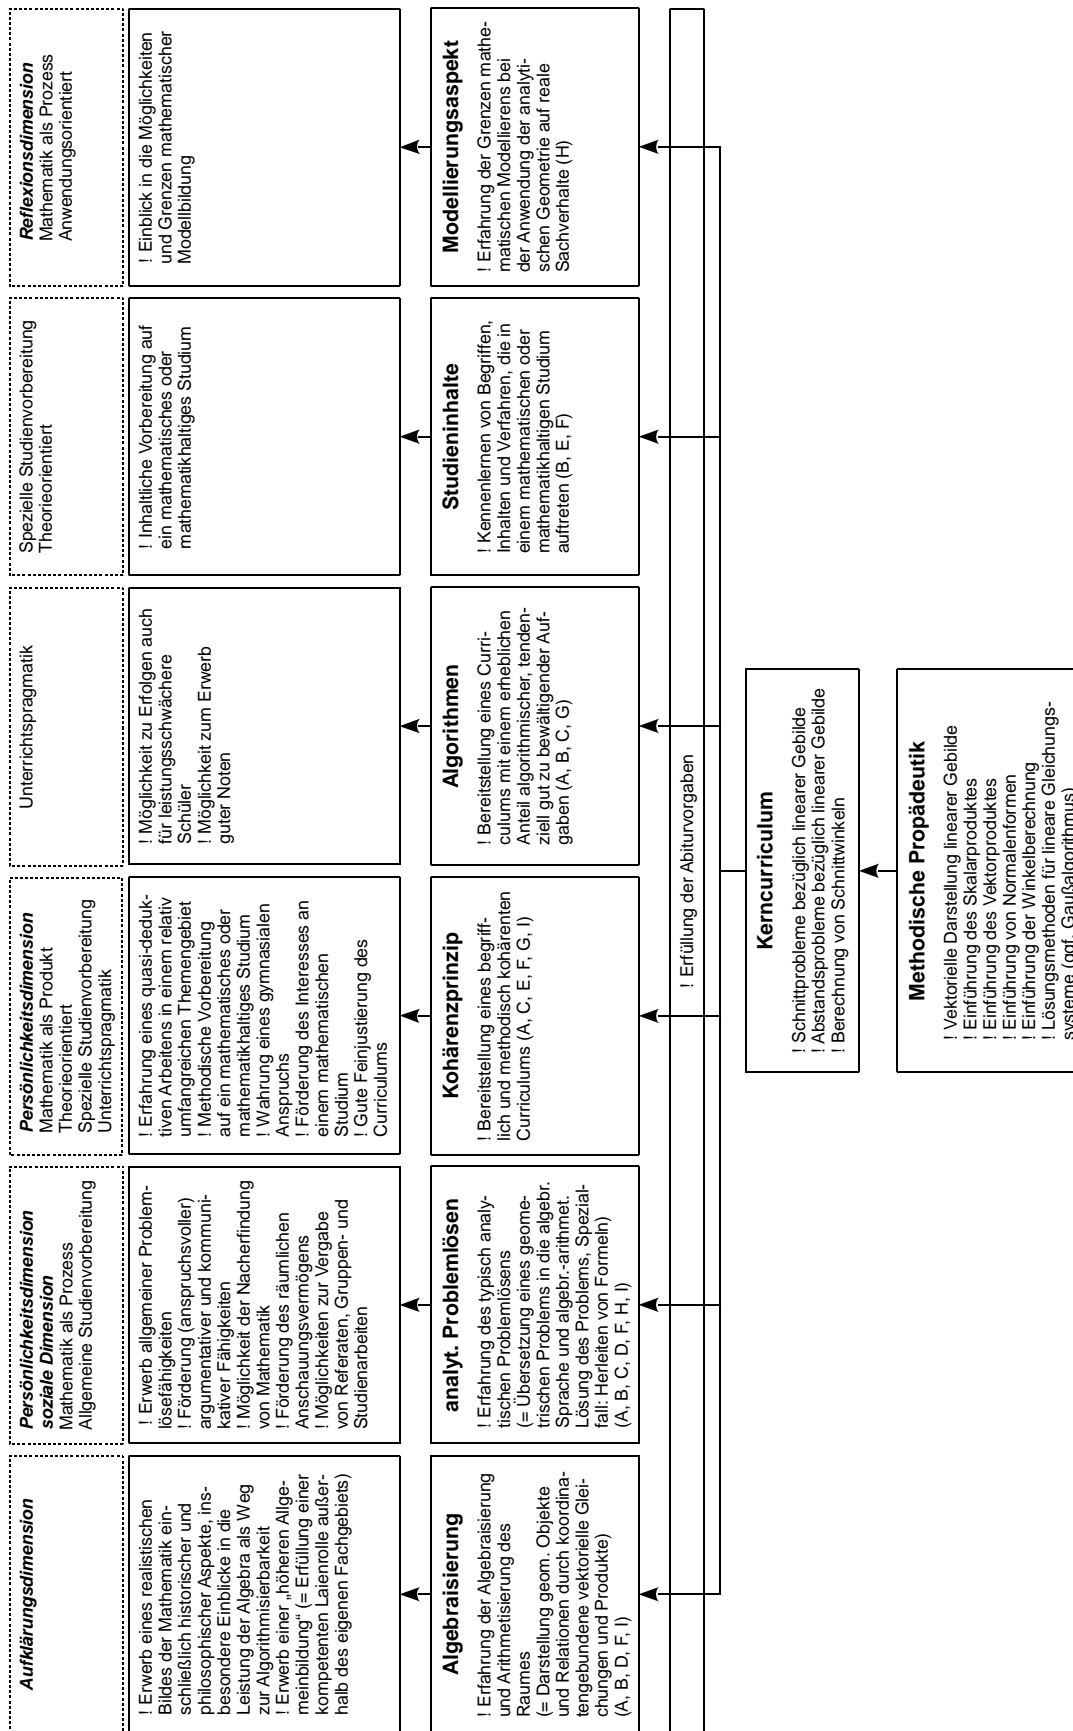 Aufklärungsdimension
Persönlichkeitsdimension
soziale Dimension
Mathematik als Prozess
Allgemeine Studienvorbereitung
Persönlichkeitsdimension
Mathematik als Produkt
Theorieorientiert
Spezielle Studienvorbereitung
Unterrichtspragmatik
Unterrichtspragmatik
Spezielle Studienvorbereitung
Theorieorientiert
Reflexionsdimension
Mathematik als Prozess
Anwendungsorientiert
! Erwerb eines realistischen
Bildes der Mathematik ein-
schließlich historischer und
philosophischer Aspekte, ins-
besondere Einblicke in die
Leistung der Algebra als Weg
zur Algorithmisierbarkeit
! Erwerb einer „höheren Allge-
meinbildung“ (= Erfüllung einer
kompetenten Laienrolle außer-
halb des eigenen Fachgebiets)
! Erwerb allgemeiner Problem-
lösefähigkeiten
! Förderung (anspruchsvoller)
argumentativer und kommuni-
kativer Fähigkeiten
! Möglichkeit der Nacherfindung
von Mathematik
! Förderung des räumlichen
Anschauungsvermögens
! Möglichkeiten zur Vergabe
von Referaten, Gruppen- und
Studienarbeiten
! Erfahrung eines quasi-deduk-
tiven Arbeitens in einem relativ
umfangreichen Themengebiet
! Methodische Vorbereitung
auf ein mathematisches oder
mathematikhaltiges Studium
! Wahrung eines gymnasialen
Anspruchs
! Förderung des Interesses an
einem mathematischen
Studium
! Gute Feinjustierung des
Curriculums
! Möglichkeit zu Erfolgen auch
für leistungsschwächere
Schüler
! Möglichkeit zum Erwerb
guter Noten
! Inhaltliche Vorbereitung auf
ein mathematisches oder
mathematikhaltiges Studium
! Einblick in die Möglichkeiten
und Grenzen mathematischer
Modellbildung
Algebraisierung
! Erfahrung der Algebraisierung
und Arithmetisierung des
Raumes
(= Darstellung geom. Objekte
und Relationen durch koordina-
tengebundene vektorielle Glei-
chungen und Produkte)
(A, B, D, F, I)
analyt. Problemlösen
! Erfahrung des typisch analy-
tischen Problemlösens
(= Übersetzung eines geome-
trischen Problems in die algebr.
Sprache und algebr.-arithmet.
Lösung des Problems, Spezial-
fall: Herleiten von Formeln)
(A, B, C, D, F, H, I)
Kohärenzprinzip
! Bereitstellung eines begriff-
lich und methodisch kohärenten
Curriculums (A, C, E, F, G, I)
Algorithmen
! Bereitstellung eines Curri-
culums mit einem erheblichen
Anteil algorithmischer, tenden-
ziell gut zu bewältigender Auf-
gaben (A, B, C, G)
Studieninhalte
! Kennenlernen von Begriffen,
Inhalten und Verfahren, die in
einem mathematischen oder
mathematikhaltigen Studium
auftreten (B, E, F)
Modellierungsaspekt
! Erfahrung der Grenzen mathe-
matischen Modellierens bei
der Anwendung der analyti-
schen Geometrie auf reale
Sachverhalte (H)
! Erfüllung der Abiturvorgaben
Kerncurriculum
! Schnittprobleme bezüglich linearer Gebilde
! Abstandsprobleme bezüglich linearer Gebilde
! Berechnung von Schnittwinkeln
Methodische Propädeutik
! Vektorielle Darstellung linearer Gebilde
! Einführung des Skalarproduktes
! Einführung des Vektorproduktes
! Einführung von Normalenformen
! Einführung der Winkelberechnung
! Lösungsmethoden für lineare Gleichungs-
systeme (ggf. Gaußalgorithmus)